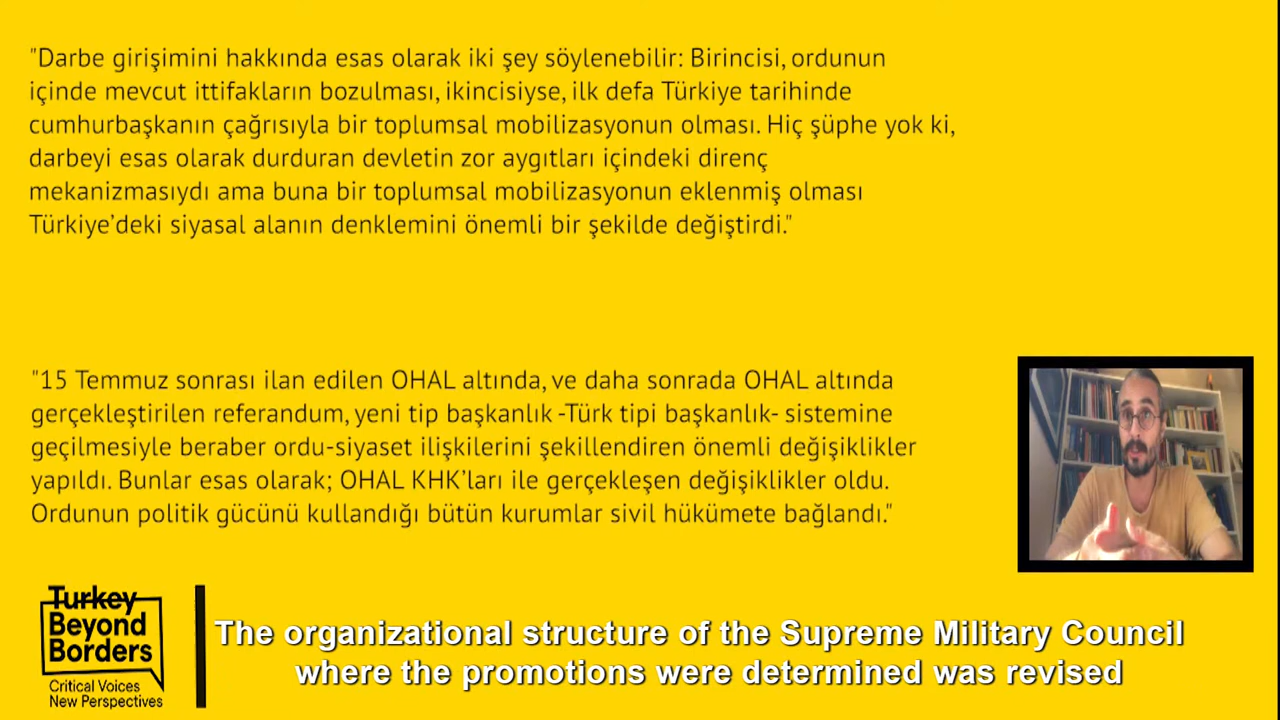 "Darbe girişimini hakkında esas olarak iki şey söylenebilir: Birincisi, ordunun
içinde mevcut ittifakların bozulması, ikincisiyse, ilk defa Türkiye tarihinde
cumhurbaşkanın çağrısıyla bir toplumsal mobilizasyonun olması. Hiç şüphe yok ki,
darbeyi esas olarak durduran devletin zor aygıtları içindeki direnç
mekanizmasıydı ama buna bir toplumsal mobilizasyonun eklenmiş olması
Türkiye'deki siyasal alanın denklemini önemli bir şekilde değiştirdi."
"15 Temmuz sonrası ilan edilen OHAL altında, ve daha sonrada OHAL altında
gerçekleştirilen referandum, yeni tip başkanlık -Türk tipi başkanlık- sistemine
geçilmesiyle beraber ordu-siyaset ilişkilerini şekillendiren önemli değişiklikler
yapıldı. Bunlar esas olarak; OHAL KHK'ları ile gerçekleşen değişiklikler oldu.
Ordunun politik gücünü kullandığı bütün kurumlar sivil hükümete bağlandı."
Turkey
Beyond
Borders
Critical Voices
New Perspectives
The organizational structure of the Supreme Military Council
where the promotions were determined was revised